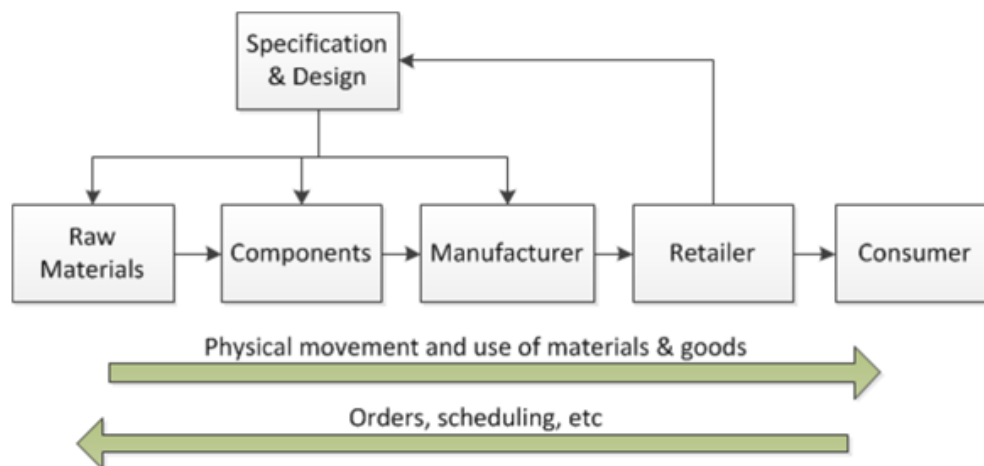 Specification
& Design
Raw
Materials
Components
Manufacturer
Retailer
Consumer
Physical movement and use of materials & goods
Orders, scheduling, etc